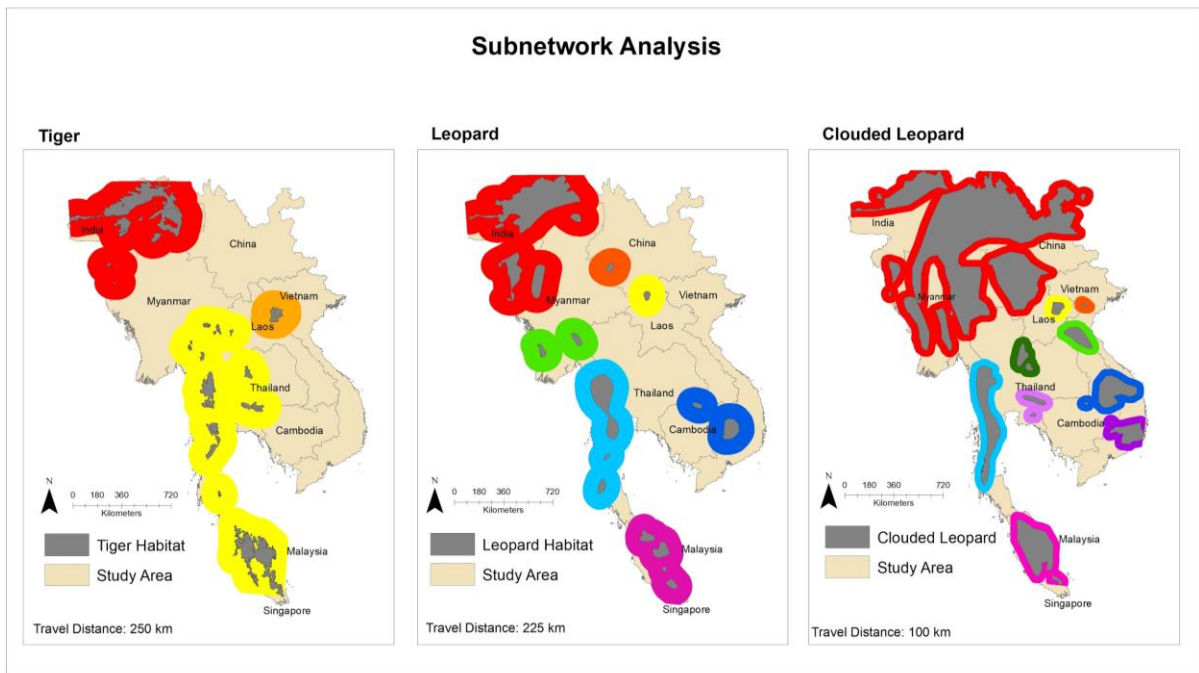 Subnetwork Analysis
Tiger
India
China
Myanmar
Vietnam
Laos
Thailand
Cambodia
N
0 180 360 720
Kilometers
Tiger Habitat
Study Area
Malaysia
Singapore
Travel Distance: 250 km
Leopard
India
China
Myanmar
Vietnam
Laos
Thailand
Cambodia
N
0 180 360 720
Kilometers
Leopard Habitat
Study Area
Malaysia
Singapore
Travel Distance: 225 km
Clouded Leopard
India
China
Myanmar
Vietnam
Laos
Thailand
Cambodia
N
0 180 360 720
Kilometers
Clouded Leopard
Study Area
Malaysia
Singapore
Travel Distance: 100 km